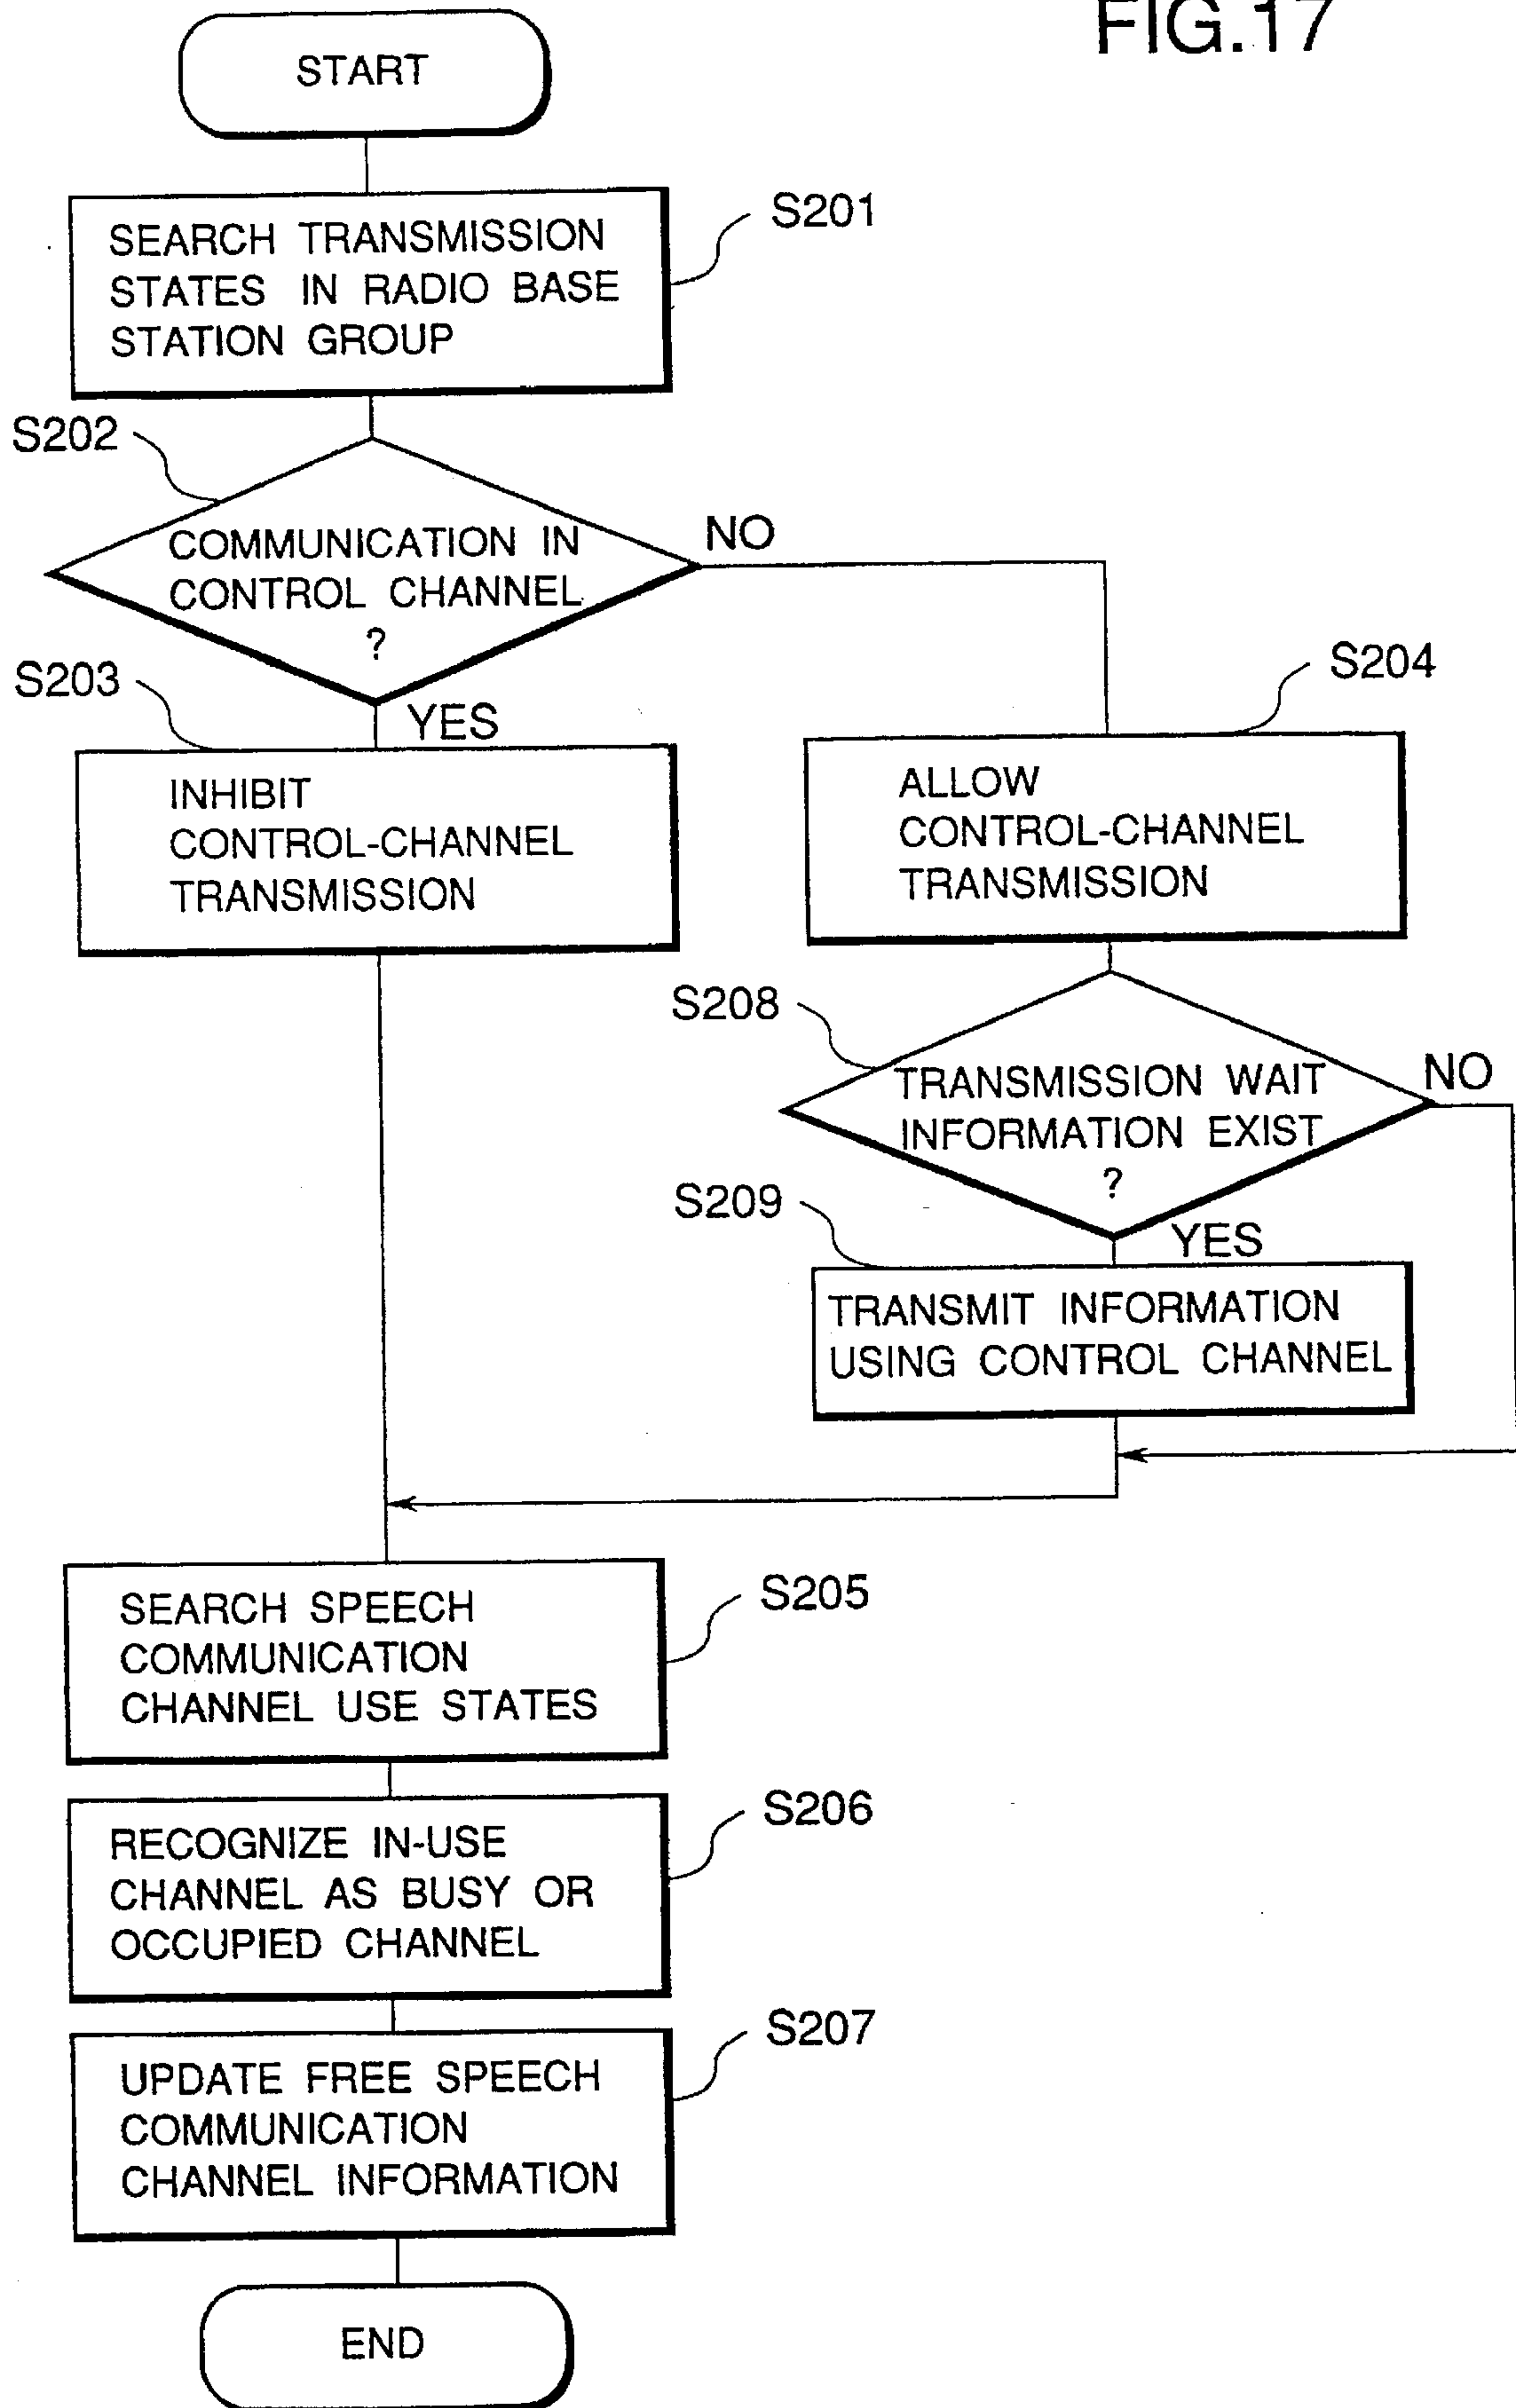 FIG.17
START
S201
SEARCH TRANSMISSION
STATES IN RADIO BASE
STATION GROUP
S202
COMMUNICATION IN
CONTROL CHANNEL
?
NO
YES
S203
INHIBIT
CONTROL-CHANNEL
TRANSMISSION
S204
ALLOW
CONTROL-CHANNEL
TRANSMISSION
S208
TRANSMISSION WAIT
INFORMATION EXIST
?
NO
YES
S209
TRANSMIT INFORMATION
USING CONTROL CHANNEL
S205
SEARCH SPEECH
COMMUNICATION
CHANNEL USE STATES
S206
RECOGNIZE IN-USE
CHANNEL AS BUSY OR
OCCUPIED CHANNEL
S207
UPDATE FREE SPEECH
COMMUNICATION
CHANNEL INFORMATION
END